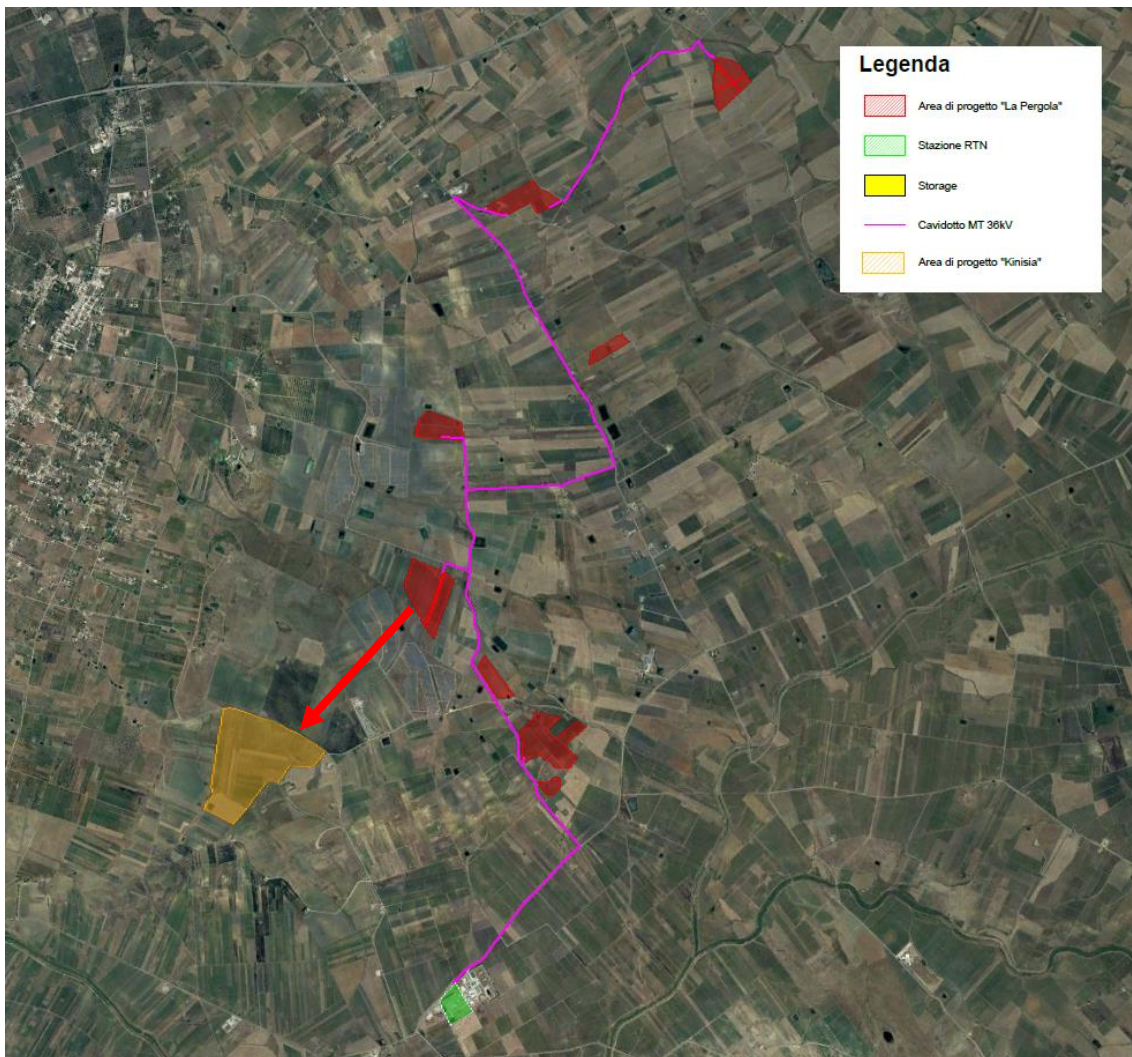 Legenda
Area di progetto "La Pergola"
Stazione RTN
Storage
Cavidotto MT 36kV
Area di progetto "Kinisia"